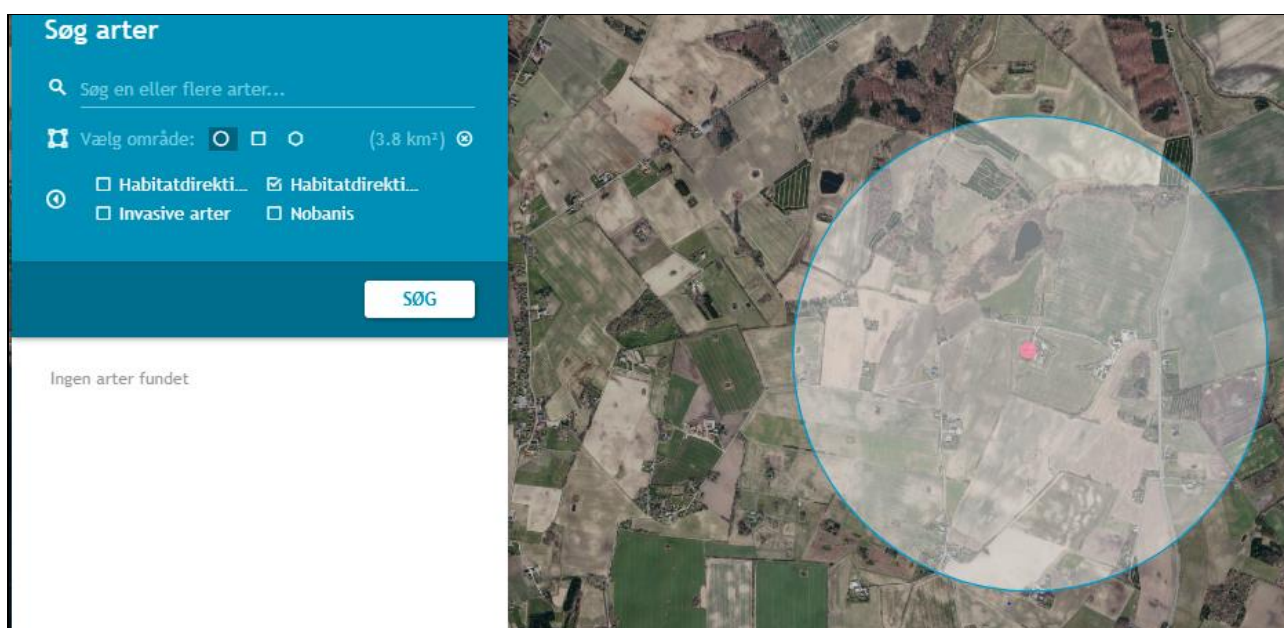 Søg arter
Søg en eller flere arter...
Vælg område: (3.8 km²)
Habitatdirekti... Habitatdirekti...
Invasive arter Nobanis
SØG
Ingen arter fundet